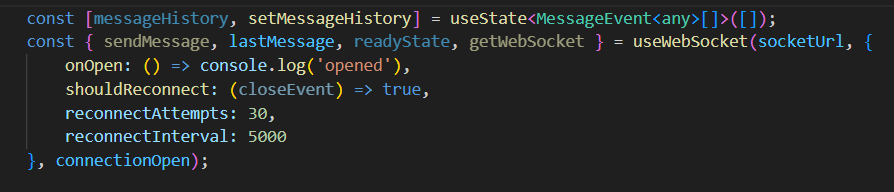 const [messageHistory, setMessageHistory] = useState<MessageEvent<any>[]>([]);
const { sendMessage, lastMessage, readyState, getWebSocket } = useWebSocket(socketUrl, {
    onOpen: () => console.log('opened'),
    shouldReconnect: (closeEvent) => true,
    reconnectAttempts: 30,
    reconnectInterval: 5000
}, connectionOpen);